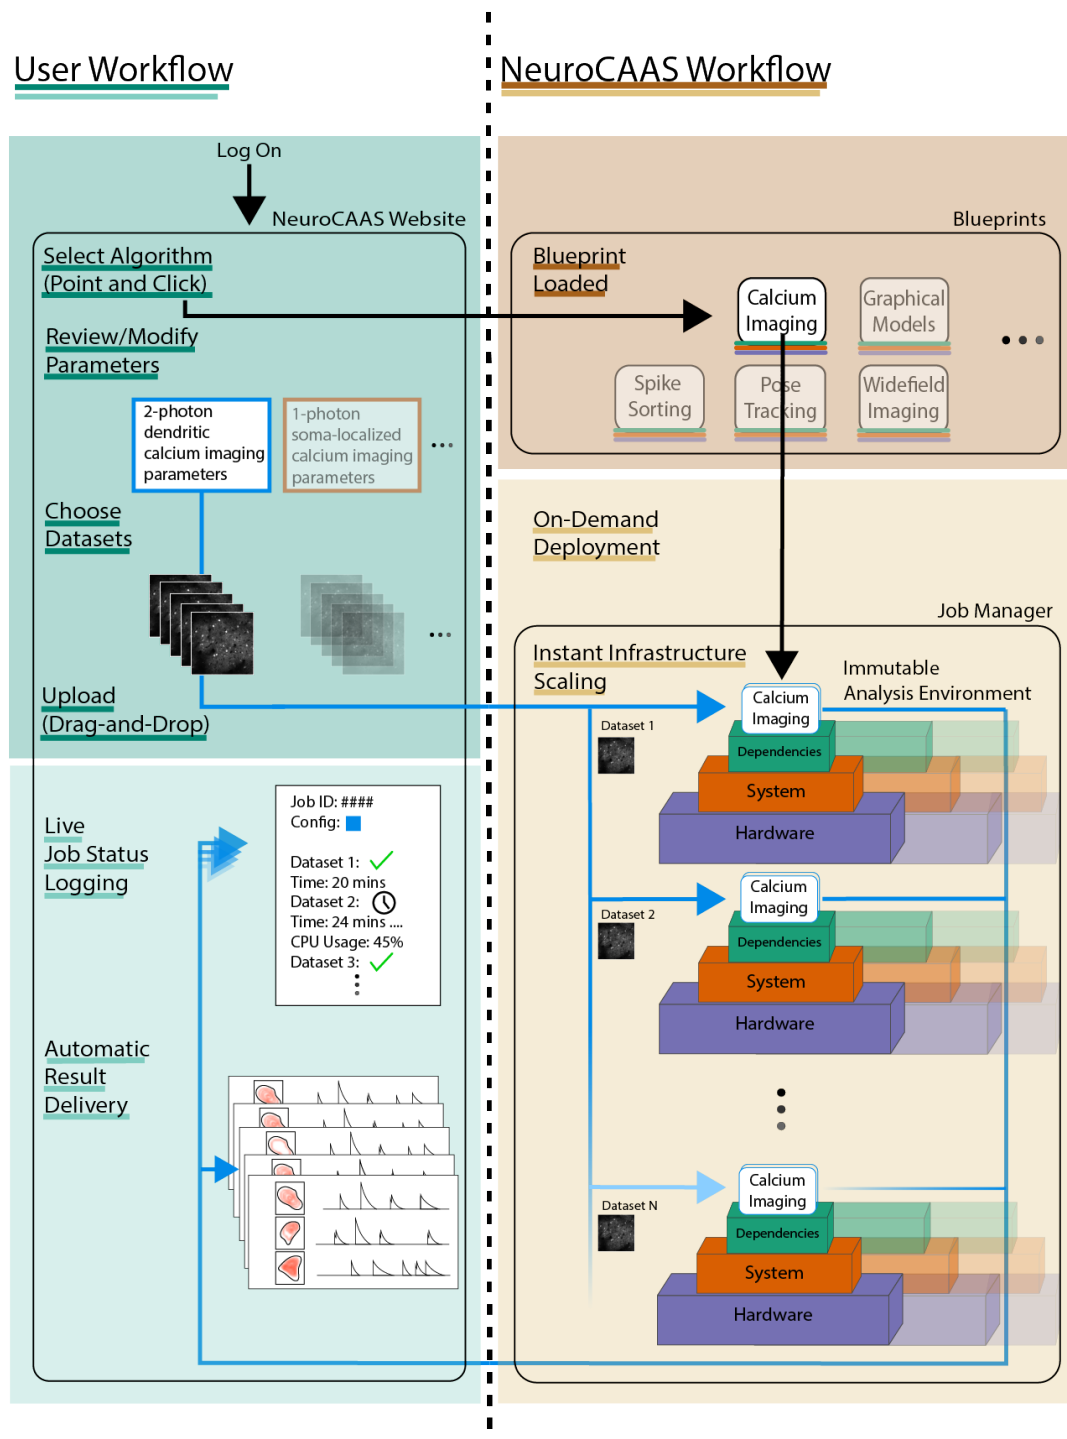 User Workflow
NeuroCAAS Workflow
Log On
NeuroCAAS Website
Select Algorithm
(Point and Click)
Review/Modify
Parameters
2-photon
dendritic
calcium imaging
parameters
1-photon
soma-localized
calcium imaging
parameters
Choose
Datasets
Upload
(Drag-and-Drop)
Live
Job Status
Logging
Job ID: ####
Config:
Dataset 1:
Time: 20 mins
Dataset 2:
Time: 24 mins ....
CPU Usage: 45%
Dataset 3:
Automatic
Result
Delivery
Blueprints
Blueprint
Loaded
Calcium
Imaging
Graphical
Models
Spike
Sorting
Pose
Tracking
Widefield
Imaging
On-Demand
Deployment
Job Manager
Instant Infrastructure
Scaling
Immutable
Analysis Environment
Dataset 1
Calcium
Imaging
Dependencies
System
Hardware
Dataset 2
Calcium
Imaging
Dependencies
System
Hardware
Dataset N
Calcium
Imaging
Dependencies
System
Hardware